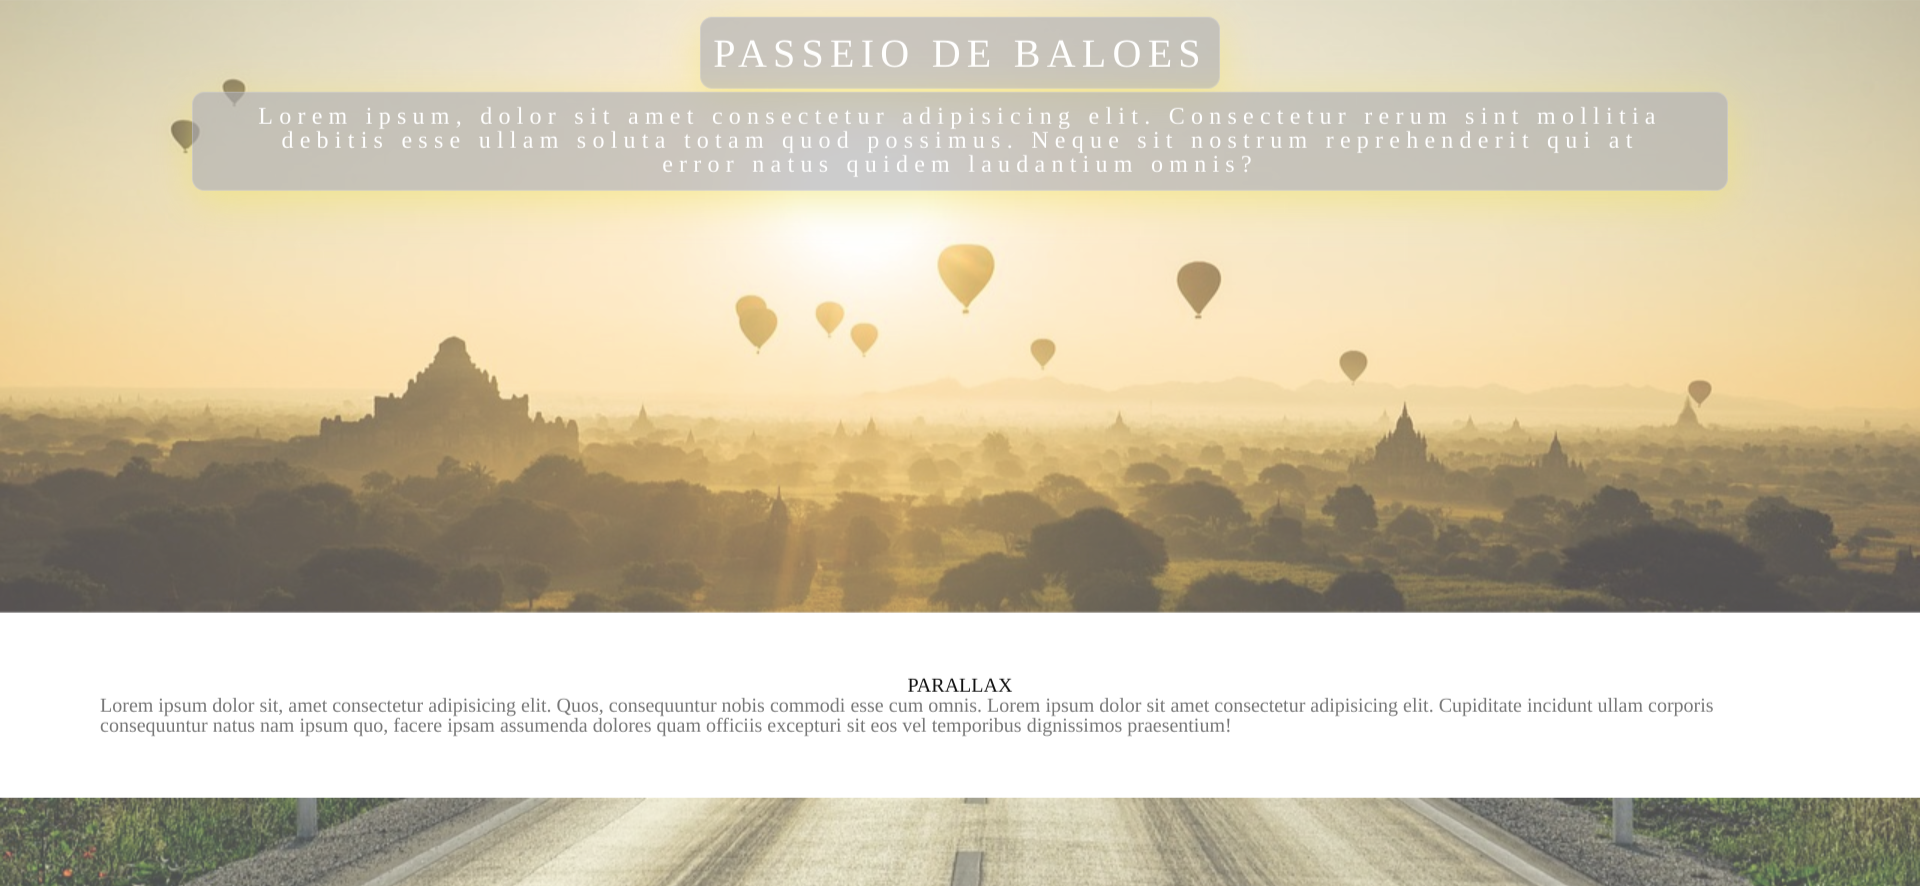 PASSEIO DE BALOES
Lorem ipsum, dolor sit amet consectetur adipisicing elit. Consectetur rerum sint mollitia
debitis esse ullam soluta totam quod possimus. Neque sit nostrum reprehenderit qui at
error natus quidem laudantium omnis?
PARALLAX
Lorem ipsum dolor sit, amet consectetur adipisicing elit. Quos, consequuntur nobis commodi esse cum omnis. Lorem ipsum dolor sit amet consectetur adipisicing elit. Cupiditate incidunt ullam corporis
consequuntur natus nam ipsum quo, facere ipsam assumenda dolores quam officiis excepturi sit eos vel temporibus dignissimos praesentium!